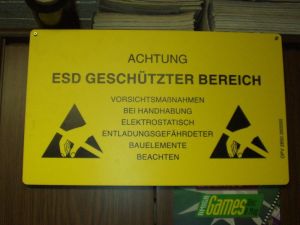 ACHTUNG
ESD GESCHÜTZTER BEREICH
VORSICHTSMAßNAHMEN
BEI HANDHABUNG
ELEKTROSTATISCH
ENTLADUNGSGEFÄHRDETER
BAUELEMENTE
BEACHTEN
Games